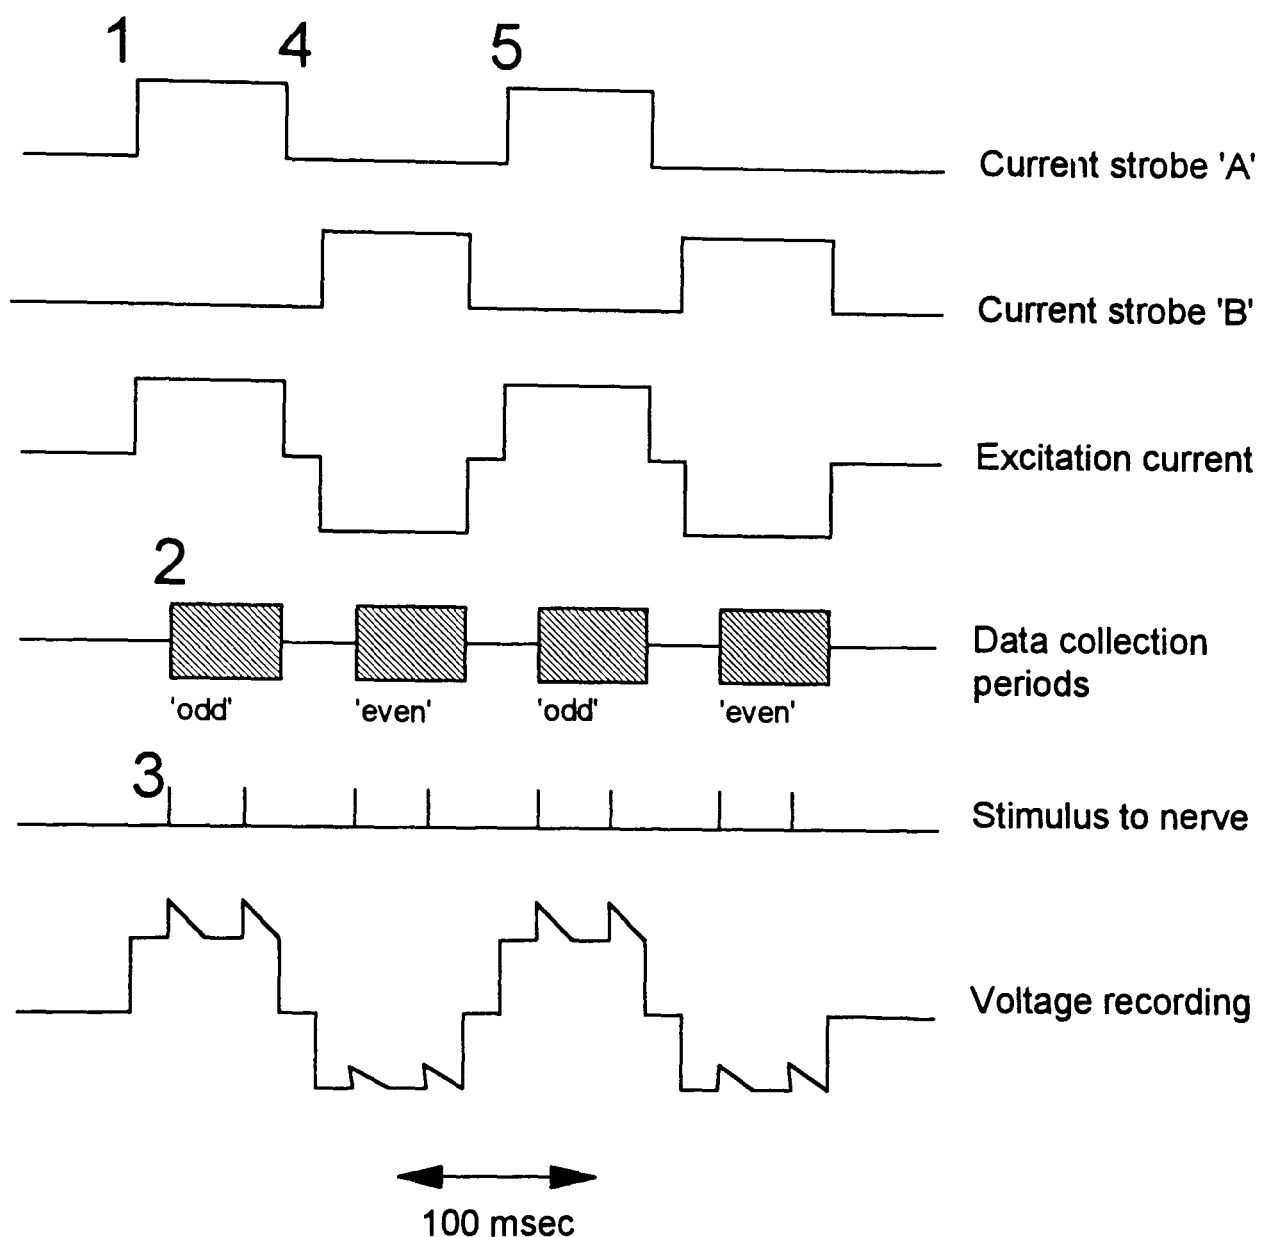 1 4 5
Current strobe 'A'
Current strobe 'B'
Excitation current
2
Data collection
periods
'odd' 'even' 'odd' 'even'
3
Stimulus to nerve
Voltage recording
100 msec